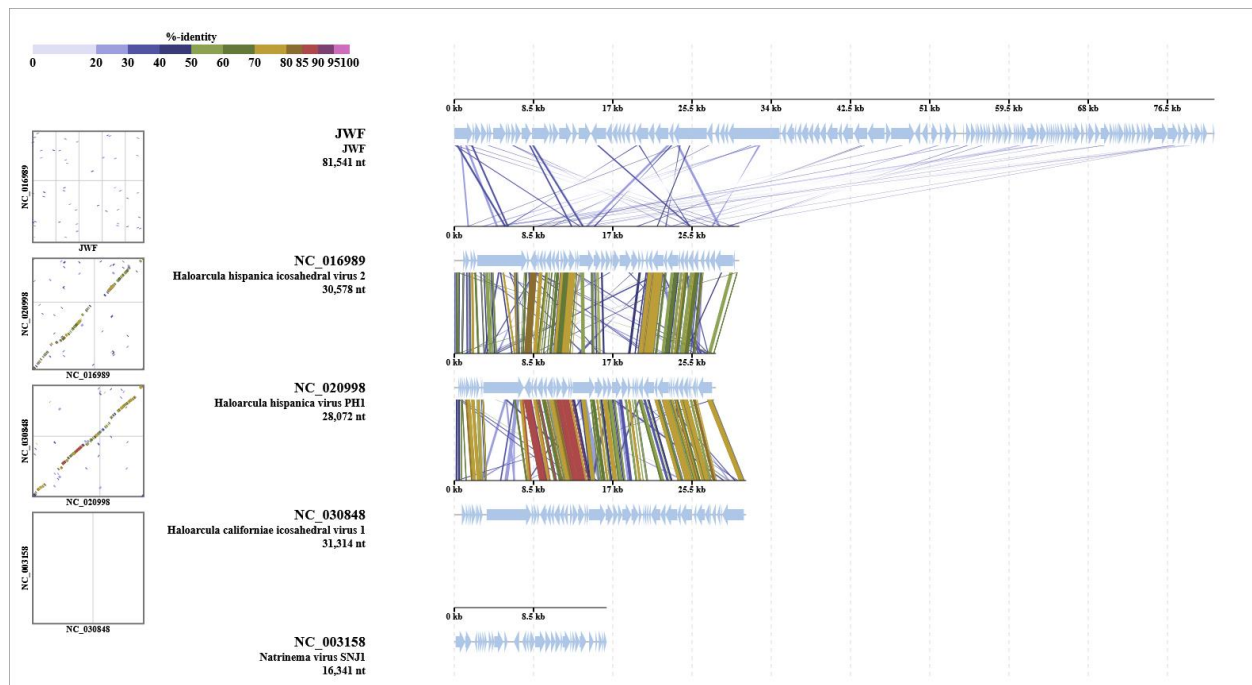 %-identity
0 20 30 40 50 60 70 80 85 90 95 100
0 kb 8.5 kb 17 kb 25.5 kb 34 kb 42.5 kb 51 kb 59.5 kb 68 kb 76.5 kb
JWF
JWF
81,541 nt
NC_016989
JWF
0 kb 8.5 kb 17 kb 25.5 kb
NC_016989
Haloarcula hispanica icosahedral virus 2
30,578 nt
NC_020998
NC_016989
0 kb 8.5 kb 17 kb 25.5 kb
NC_020998
Haloarcula hispanica virus PH1
28,072 nt
NC_030848
NC_020998
0 kb 8.5 kb 17 kb 25.5 kb
NC_030848
Haloarcula californiae icosahedral virus 1
31,314 nt
NC_003158
NC_030848
0 kb 8.5 kb
NC_003158
Natrinema virus SNJ1
16,341 nt